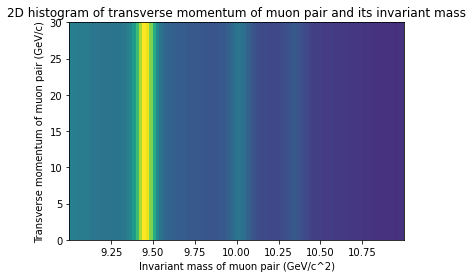 2D histogram of transverse momentum of muon pair and its invariant mass
Transverse momentum of muon pair (GeV/c)
30
25
20
15
10
5
0
9.25 9.50 9.75 10.00 10.25 10.50 10.75
Invariant mass of muon pair (GeV/c^2)